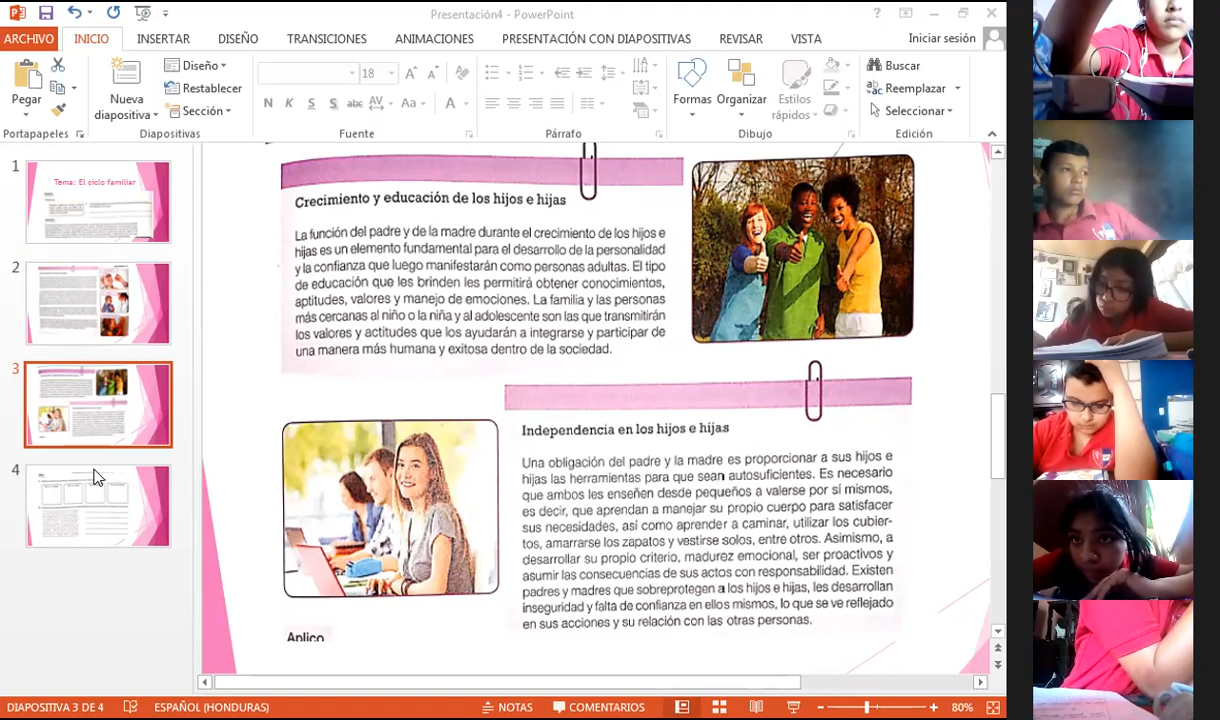 Presentación4 - PowerPoint
ARCHIVO INICIO INSERTAR DISEÑO TRANSICIONES ANIMACIONES PRESENTACIÓN CON DIAPOSITIVAS REVISAR VISTA Iniciar sesión
Pegar
Portapapeles
Nueva
diapositiva
Diseño
Restablecer
Sección
Diapositivas
18
N K S S abc AV Aa A
Fuente
Párrafo
Formas
Organizar
Estilos
rápidos
Dibujo
Buscar
Reemplazar
Seleccionar
Edición
1
Tema: El ciclo familiar
2
3
4
Crecimiento y educación de los hijos e hijas
La función del padre y de la madre durante el crecimiento de los hijos e
hijas es un elemento fundamental para el desarrollo de la personalidad
y la confianza que luego manifestarán como personas adultas. El tipo
de educación que les brinden les permitirá obtener conocimientos,
aptitudes, valores y manejo de emociones. La familia y las personas
más cercanas al niño o la niña y al adolescente son las que transmitirán
los valores y actitudes que los ayudarán a integrarse y participar de
una manera más humana y exitosa dentro de la sociedad.
Independencia en los hijos e hijas
Una obligación del padre y la madre es proporcionar a sus hijos e
hijas las herramientas para que sean autosuficientes. Es necesario
que ambos les enseñen desde pequeños a valerse por sí mismos,
es decir, que aprendan a manejar su propio cuerpo para satisfacer
sus necesidades, así como aprender a caminar, utilizar los cubier-
tos, amarrarse los zapatos y vestirse solos, entre otros. Asimismo, a
desarrollar su propio criterio, madurez emocional, ser proactivos y
asumir las consecuencias de sus actos con responsabilidad. Existen
padres y madres que sobreprotegen a los hijos e hijas, les desarrollan
inseguridad y falta de confianza en ellos mismos, lo que se ve reflejado
en sus acciones y su relación con las otras personas.
Aplico
DIAPOSITIVA 3 DE 4 ESPAÑOL (HONDURAS) NOTAS COMENTARIOS 80%